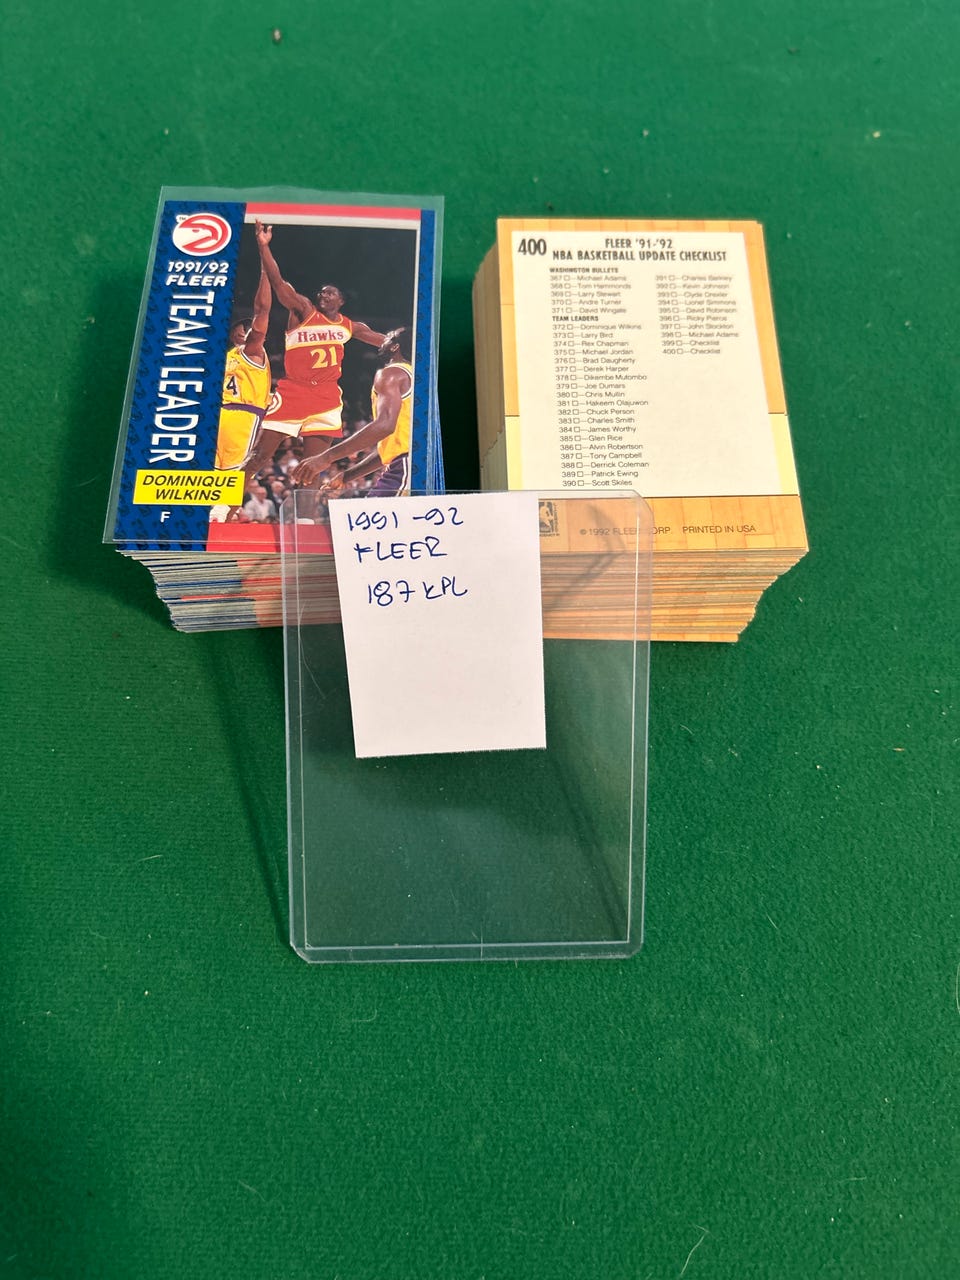 1991/92
FLEER
TEAM LEADER
Hawks
21
4
DOMINIQUE
WILKINS
F
400
FLEER '91-'92
NBA BASKETBALL UPDATE CHECKLIST
WASHINGTON BULLETS
367 □—Michael Adams
368 □—Tom Hammonds
369 □—Larry Stewart
370 □—Andre Turner
371 □—David Wingate
TEAM LEADERS
372 □—Dominique Wilkins
373 □—Larry Bird
374 □—Rex Chapman
375 □—Michael Jordan
376 □—Brad Daugherty
377 □—Derek Harper
378 □—Dikembe Mutombo
379 □—Joe Dumars
380 □—Chris Mullin
381 □—Hakeem Olajuwon
382 □—Chuck Person
383 □—Charles Smith
384 □—James Worthy
385 □—Glen Rice
386 □—Alvin Robertson
387 □—Tony Campbell
388 □—Derrick Coleman
389 □—Patrick Ewing
390 □—Scott Skiles
391 □—Charles Barkley
392 □—Kevin Johnson
393 □—Clyde Drexler
394 □—Lionel Simmons
395 □—David Robinson
396 □—Ricky Pierce
397 □—John Stockton
398 □—Michael Adams
399 □—Checklist
400 □—Checklist
© 1992 FLEER CORP. PRINTED IN USA
1991-92
FLEER
187 KPL